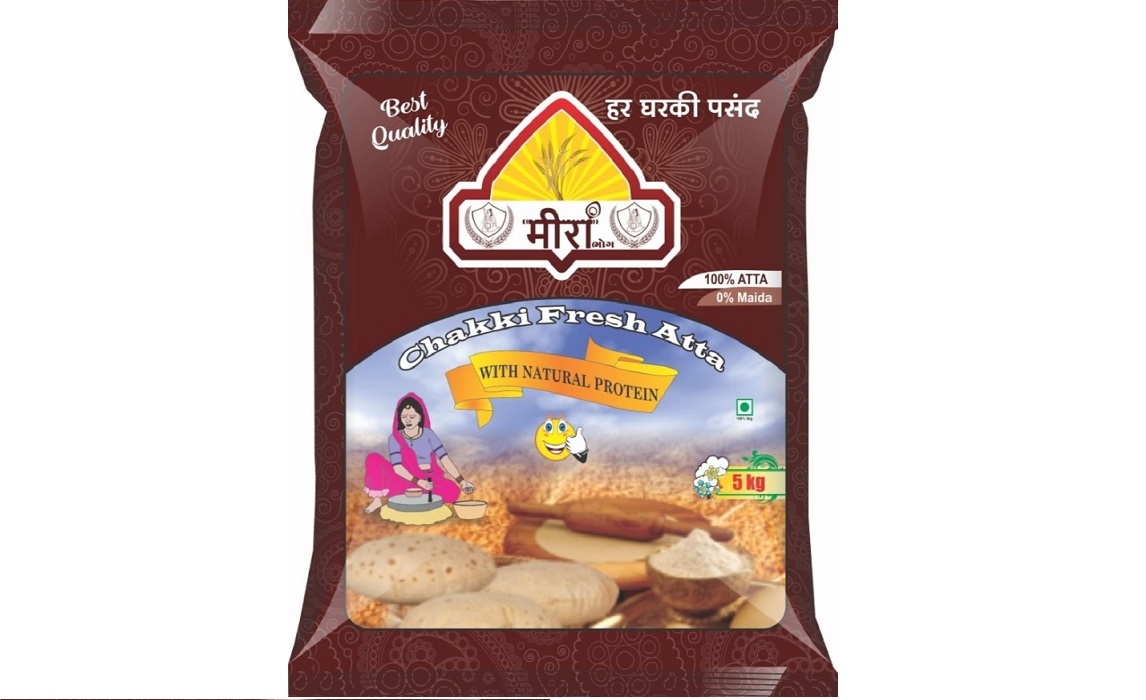 Best
Quality
हर घरकी पसंद
मीरां
ભોગ
100% ATTA
0% Maida
Chakki Fresh Atta
WITH NATURAL PROTEIN
5 kg